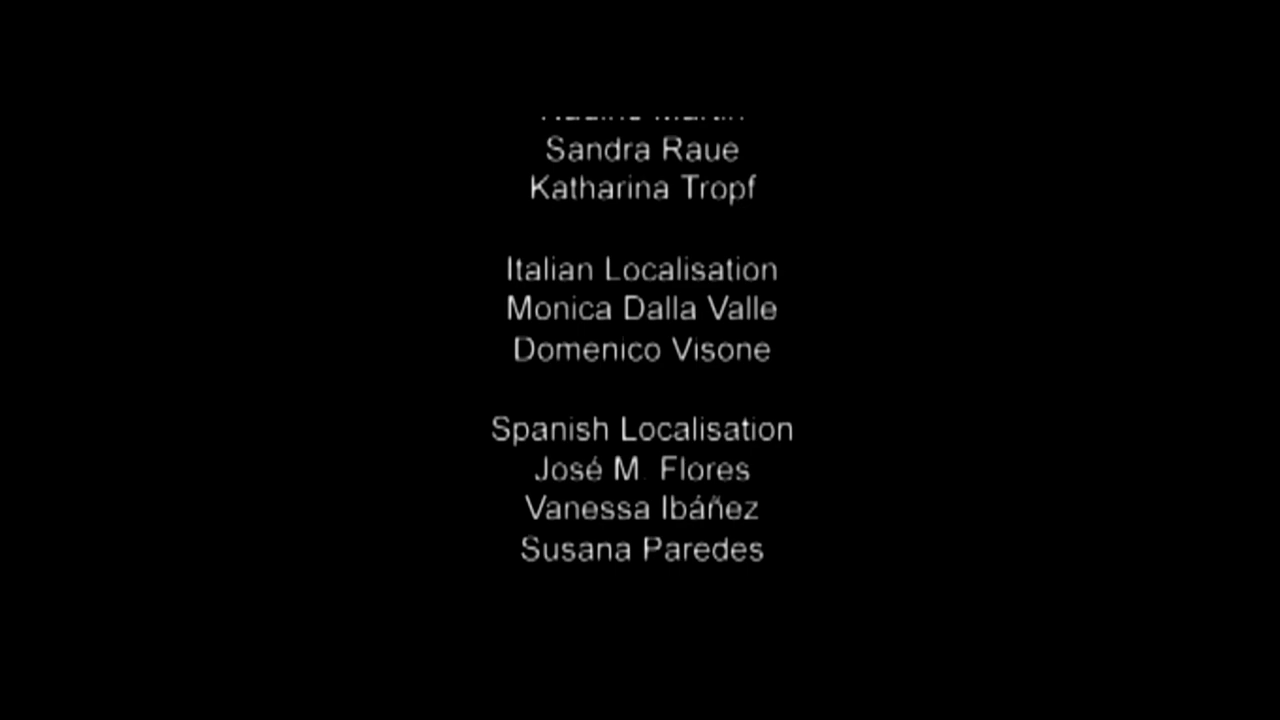 Sandra Raue
Katharina Tropf
Italian Localisation
Monica Dalla Valle
Domenico Visone
Spanish Localisation
José M. Flores
Vanessa Ibáñez
Susana Paredes